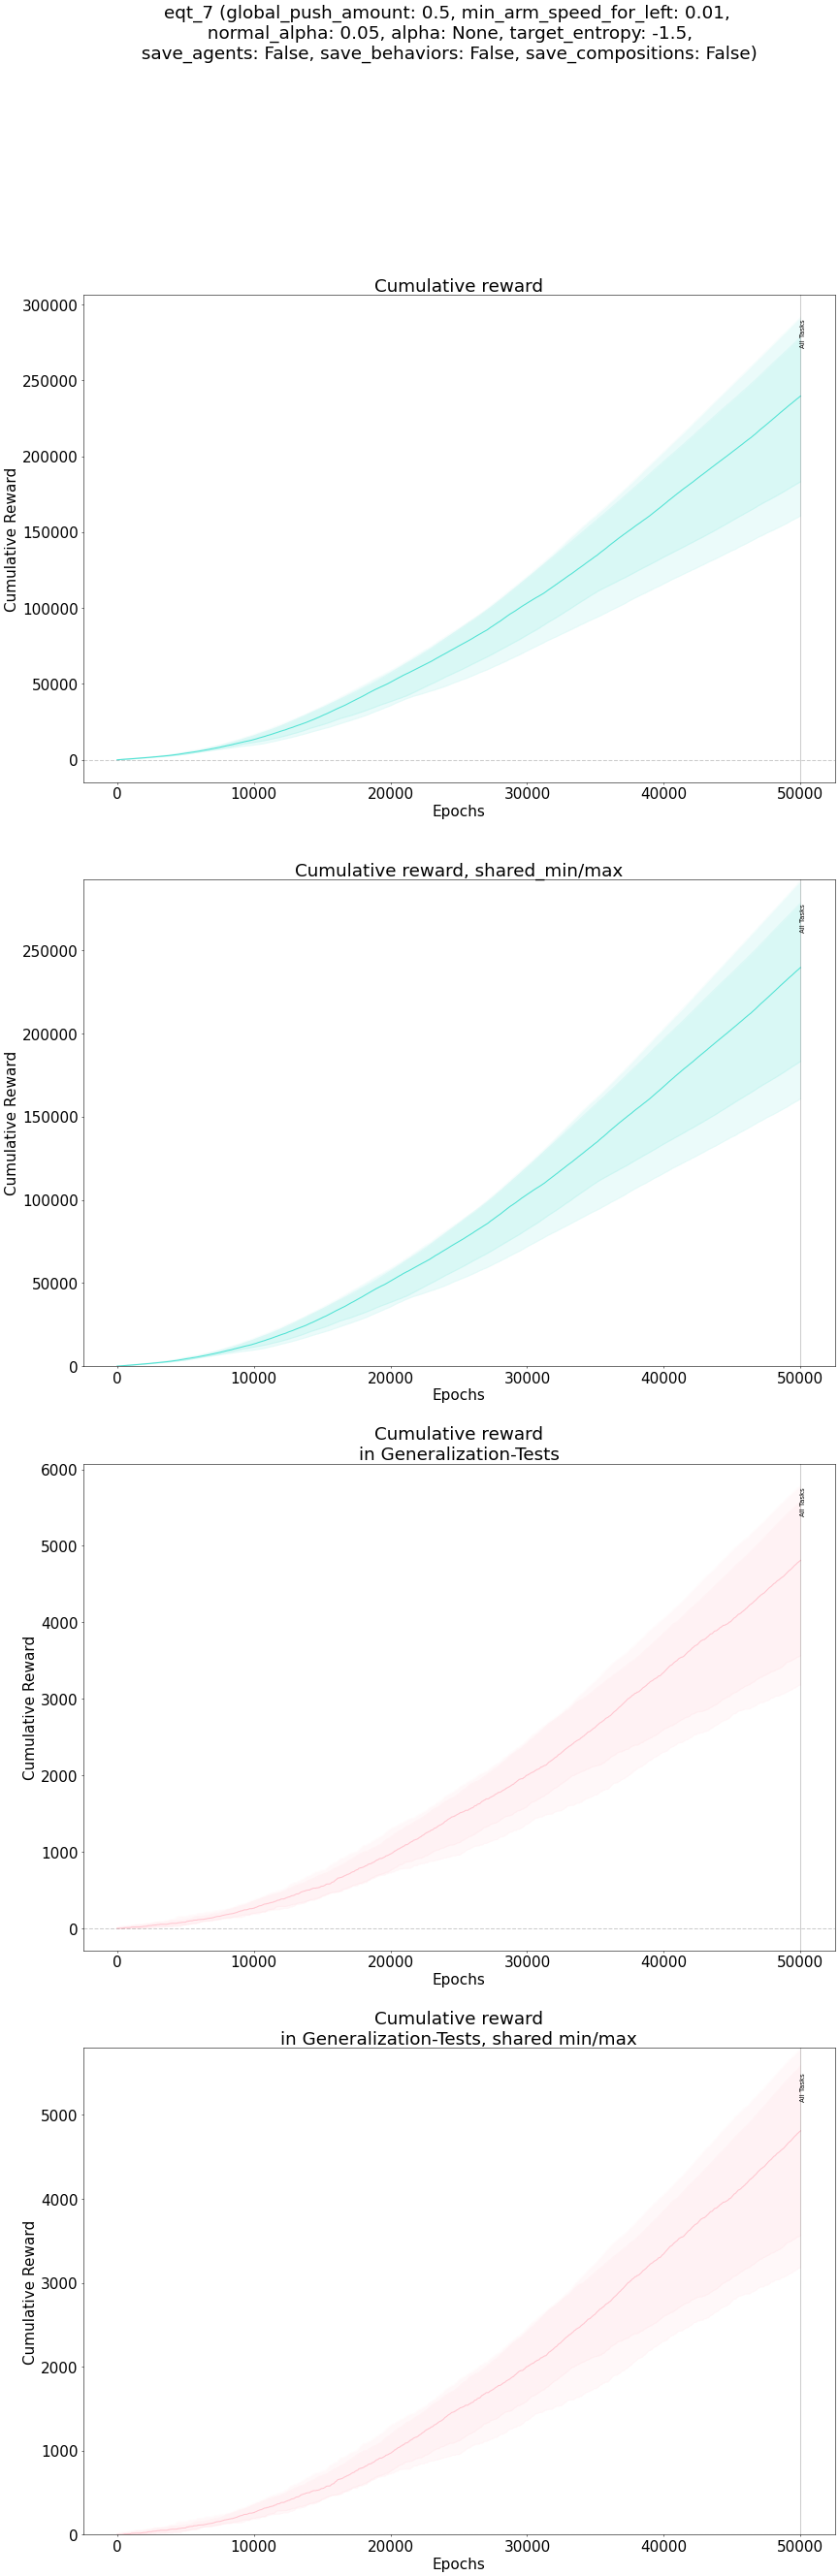 eqt_7 (global_push_amount: 0.5, min_arm_speed_for_left: 0.01,
normal_alpha: 0.05, alpha: None, target_entropy: -1.5,
save_agents: False, save_behaviors: False, save_compositions: False)
Cumulative reward
300000
250000
200000
150000
100000
50000
0
Cumulative Reward
All Tasks
0 10000 20000 30000 40000 50000
Epochs
Cumulative reward, shared_min/max
250000
200000
150000
100000
50000
0
Cumulative Reward
All Tasks
0 10000 20000 30000 40000 50000
Epochs
Cumulative reward
in Generalization-Tests
6000
5000
4000
3000
2000
1000
0
Cumulative Reward
All Tasks
0 10000 20000 30000 40000 50000
Epochs
Cumulative reward
in Generalization-Tests, shared min/max
5000
4000
3000
2000
1000
0
Cumulative Reward
All Tasks
0 10000 20000 30000 40000 50000
Epochs